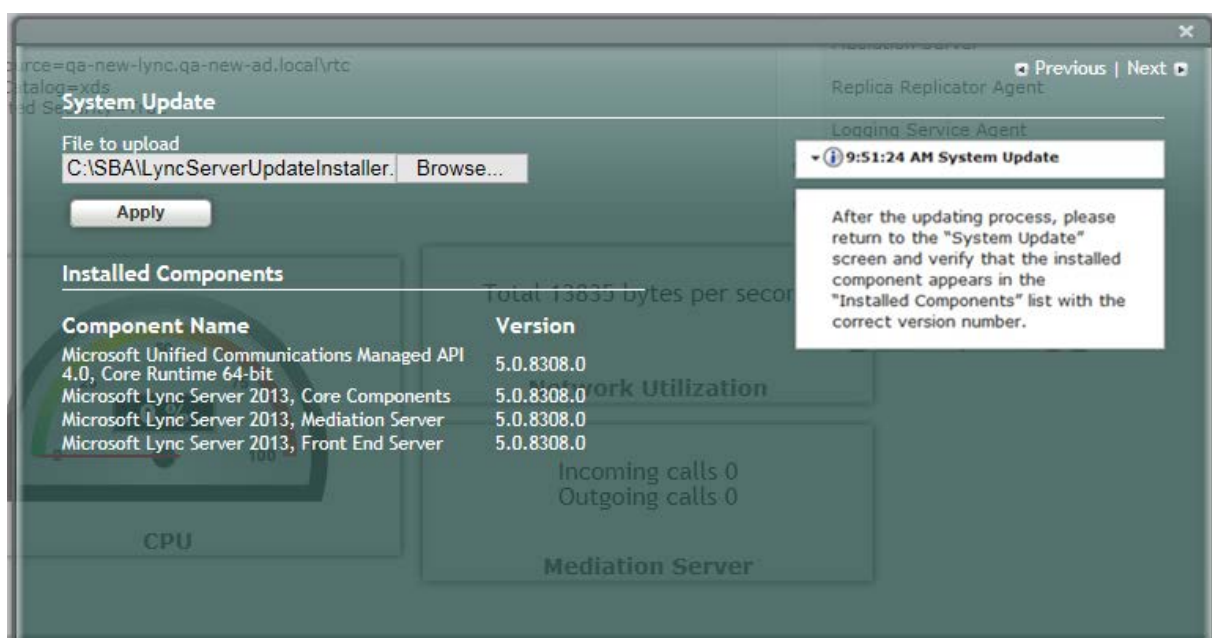 ×
Mediation Server
urce=qa-new-lync.qa-new-ad.local\rtc
Previous | Next
Replica Replicator Agent
System Update
Logging Service Agent
File to upload
C:\SBA\LyncServerUpdateInstaller. Browse...
9:51:24 AM System Update
Apply
After the updating process, please
return to the "System Update"
screen and verify that the installed
component appears in the
"Installed Components" list with the
correct version number.
Installed Components
Total 13835 bytes per secon
Component Name Version
Microsoft Unified Communications Managed API
4.0, Core Runtime 64-bit 5.0.8308.0
Microsoft Lync Server 2013, Core Components 5.0.8308.0
Microsoft Lync Server 2013, Mediation Server 5.0.8308.0
Microsoft Lync Server 2013, Front End Server 5.0.8308.0
Network Utilization
0
100
Incoming calls 0
Outgoing calls 0
CPU
Mediation Server